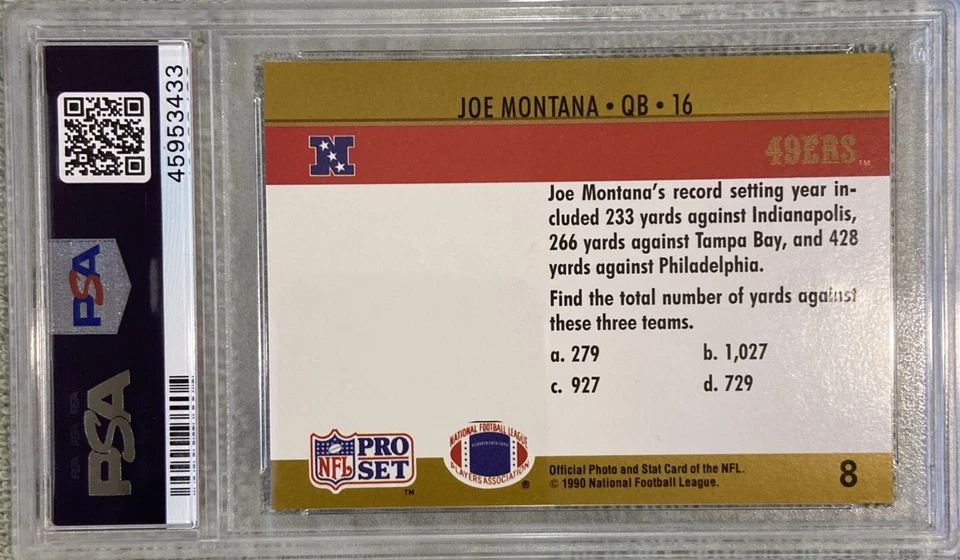 45953433
PSA
PSA
JOE MONTANA • QB • 16
N
49ERS TM
Joe Montana's record setting year in-
cluded 233 yards against Indianapolis,
266 yards against Tampa Bay, and 428
yards against Philadelphia.
Find the total number of yards against
these three teams.
a. 279 b. 1,027
c. 927 d. 729
NFL PRO SET TM
NATIONAL FOOTBALL LEAGUE
PLAYERS ASSOCIATION ®
Official Photo and Stat Card of the NFL.
© 1990 National Football League.
8